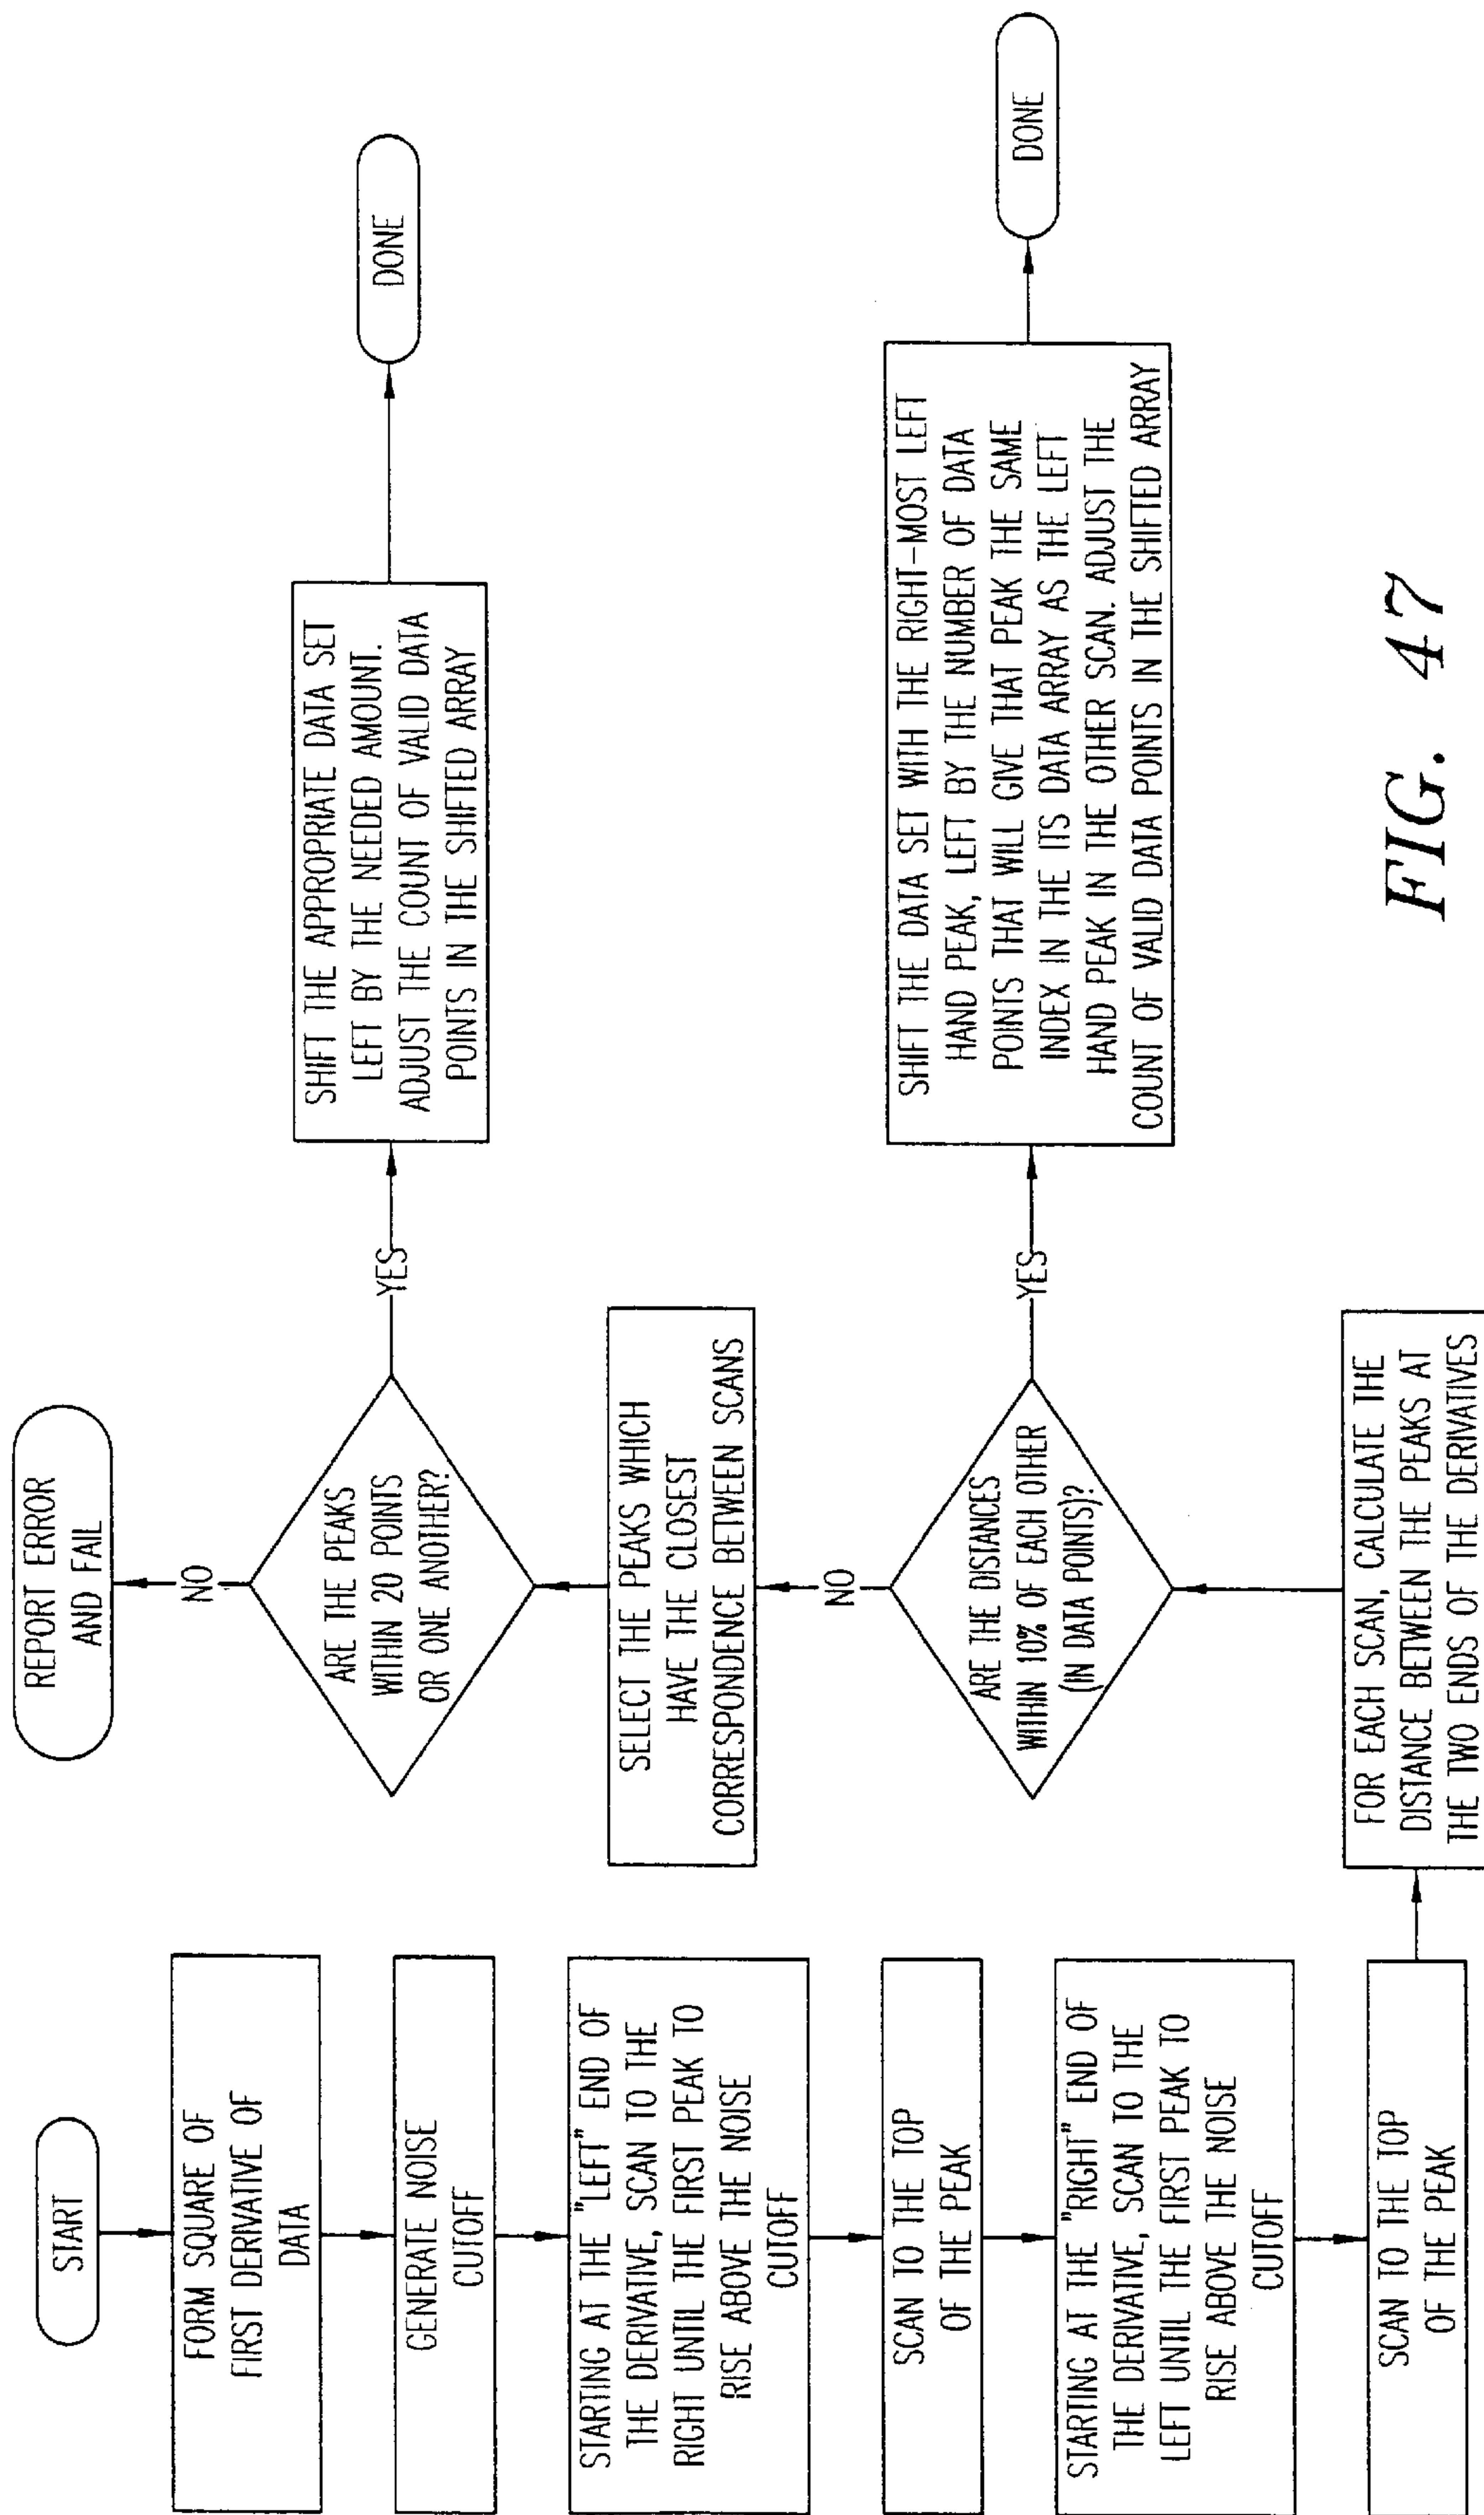 START
FORM SQUARE OF
FIRST DERIVATIVE OF
DATA
GENERATE NOISE
CUTOFF
STARTING AT THE "LEFT" END OF
THE DERIVATIVE, SCAN TO THE
RIGHT UNTIL THE FIRST PEAK TO
RISE ABOVE THE NOISE
CUTOFF
SCAN TO THE TOP
OF THE PEAK
STARTING AT THE "RIGHT" END OF
THE DERIVATIVE, SCAN TO THE
LEFT UNTIL THE FIRST PEAK TO
RISE ABOVE THE NOISE
CUTOFF
SCAN TO THE TOP
OF THE PEAK
FOR EACH SCAN, CALCULATE THE
DISTANCE BETWEEN THE PEAKS AT
THE TWO ENDS OF THE DERIVATIVES
ARE THE DISTANCES
WITHIN 10% OF EACH OTHER
(IN DATA POINTS)?
YES
SHIFT THE DATA SET WITH THE RIGHT-MOST LEFT
HAND PEAK, LEFT BY THE NUMBER OF DATA
POINTS THAT WILL GIVE THAT PEAK THE SAME
INDEX IN THE ITS DATA ARRAY AS THE LEFT
HAND PEAK IN THE OTHER SCAN. ADJUST THE
COUNT OF VALID DATA POINTS IN THE SHIFTED ARRAY
DONE
NO
SELECT THE PEAKS WHICH
HAVE THE CLOSEST
CORRESPONDENCE BETWEEN SCANS
ARE THE PEAKS
WITHIN 20 POINTS
OR ONE ANOTHER?
YES
SHIFT THE APPROPRIATE DATA SET
LEFT BY THE NEEDED AMOUNT.
ADJUST THE COUNT OF VALID DATA
POINTS IN THE SHIFTED ARRAY
DONE
NO
REPORT ERROR
AND FAIL
FIG. 47